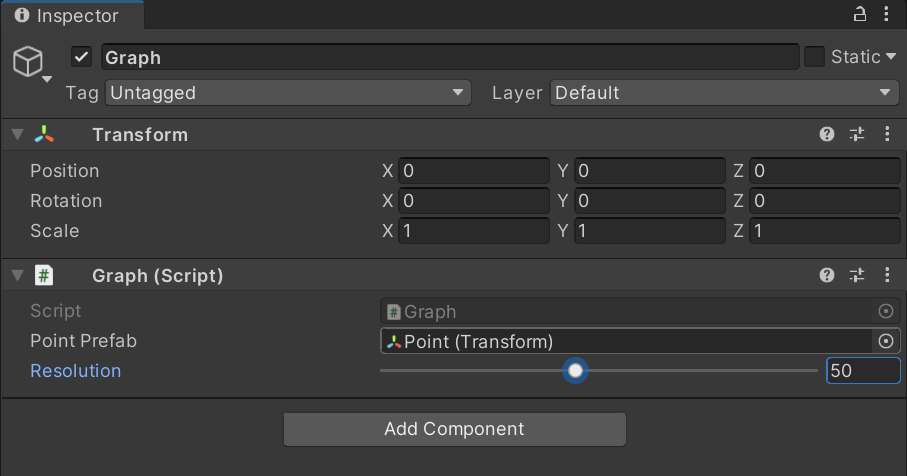 Inspector
Graph Static
Tag Untagged Layer Default
Transform
Position X 0 Y 0 Z 0
Rotation X 0 Y 0 Z 0
Scale X 1 Y 1 Z 1
# Graph (Script)
Script # Graph
Point Prefab Point (Transform)
Resolution 50
Add Component